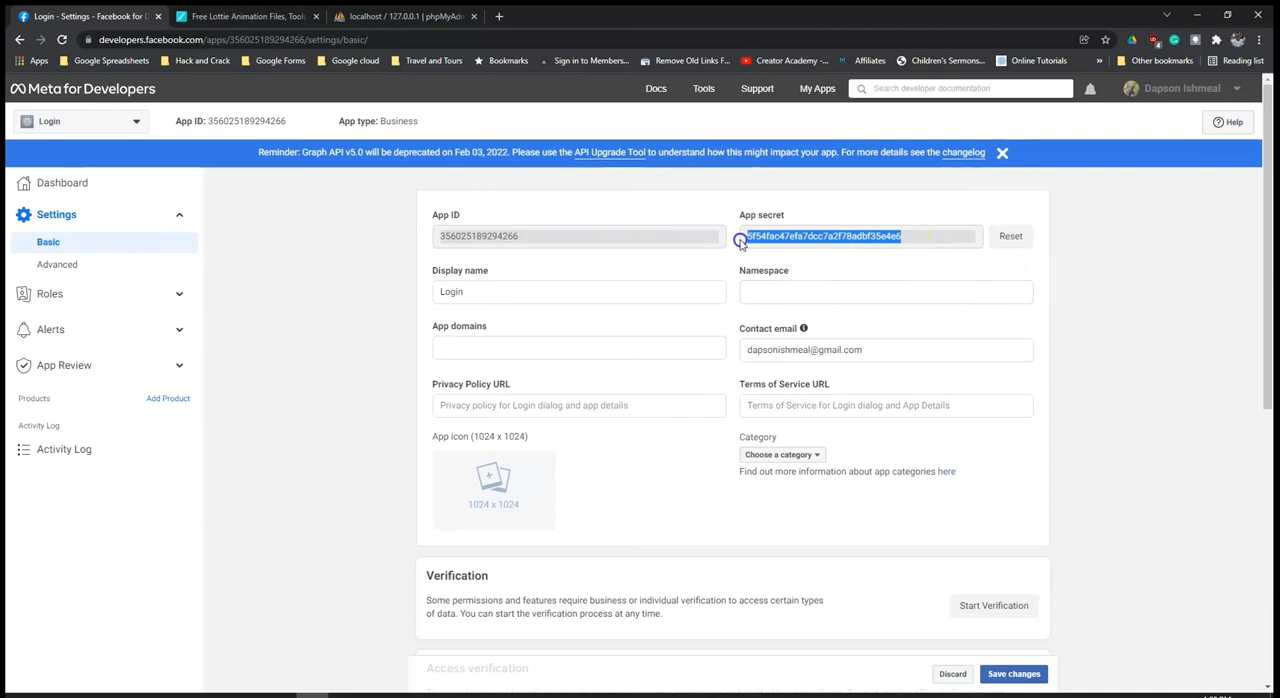 Login - Settings - Facebook for D
Free Lottie Animation Files, Tools
localhost / 127.0.0.1 | phpMyAdm
developers.facebook.com/apps/356025189294266/settings/basic/
Apps
Google Spreadsheets
Hack and Crack
Google Forms
Google cloud
Travel and Tours
Bookmarks
Sign in to Members...
Remove Old Links F...
Creator Academy -...
Affiliates
Children's Sermons...
Online Tutorials
»
Other bookmarks
Reading list
Meta for Developers
Docs
Tools
Support
My Apps
Search developer documentation
Dapson Ishmeal
Login
App ID: 356025189294266
App type: Business
Help
Reminder: Graph API v5.0 will be deprecated on Feb 03, 2022. Please use the API Upgrade Tool to understand how this might impact your app. For more details see the changelog
Dashboard
Settings
Basic
Advanced
Roles
Alerts
App Review
Products
Add Product
Activity Log
Activity Log
App ID
App secret
356025189294266
5f54fac47efa7dcc7a2f78adbf35e4e6
Reset
Display name
Namespace
Login
App domains
Contact email
dapsonishmeal@gmail.com
Privacy Policy URL
Terms of Service URL
Privacy policy for Login dialog and app details
Terms of Service for Login dialog and App Details
App icon (1024 x 1024)
Category
Choose a category
Find out more information about app categories here
1024 x 1024
Verification
Some permissions and features require business or individual verification to access certain types
of data. You can start the verification process at any time.
Start Verification
Access verification
Discard
Save changes